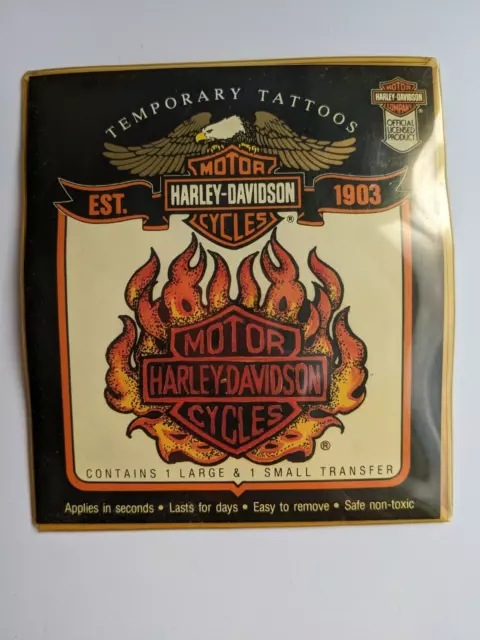 TEMPORARY TATTOOS
MOTOR
HARLEY-DAVIDSON
COMPANY
®
OFFICIAL
LICENSED
PRODUCT
MOTOR
EST. HARLEY-DAVIDSON 1903
CYCLES ®
MOTOR
HARLEY-DAVIDSON
CYCLES
®
CONTAINS 1 LARGE & 1 SMALL TRANSFER
Applies in seconds • Lasts for days • Easy to remove • Safe non-toxic